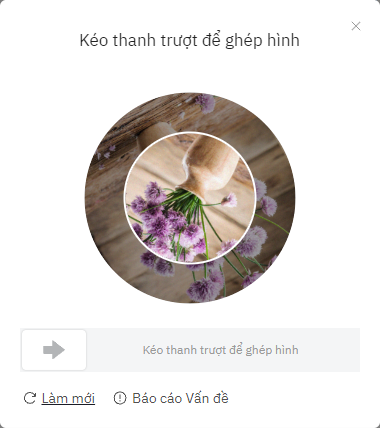 Kéo thanh trượt để ghép hình
Kéo thanh trượt để ghép hình
Làm mới
Báo cáo Vấn đề